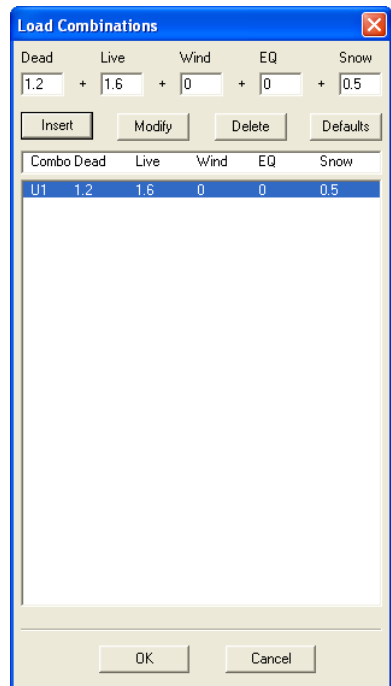 Load Combinations
Dead Live Wind EQ Snow
1.2 + 1.6 + 0 + 0 + 0.5
Insert Modify Delete Defaults
Combo Dead Live Wind EQ Snow
U1 1.2 1.6 0 0 0.5
OK Cancel